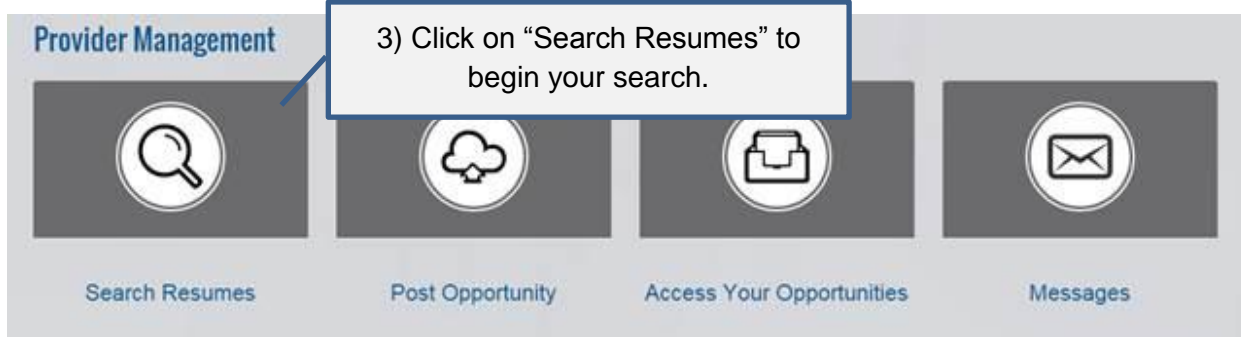 Provider Management
3) Click on “Search Resumes” to
begin your search.
Search Resumes
Post Opportunity
Access Your Opportunities
Messages